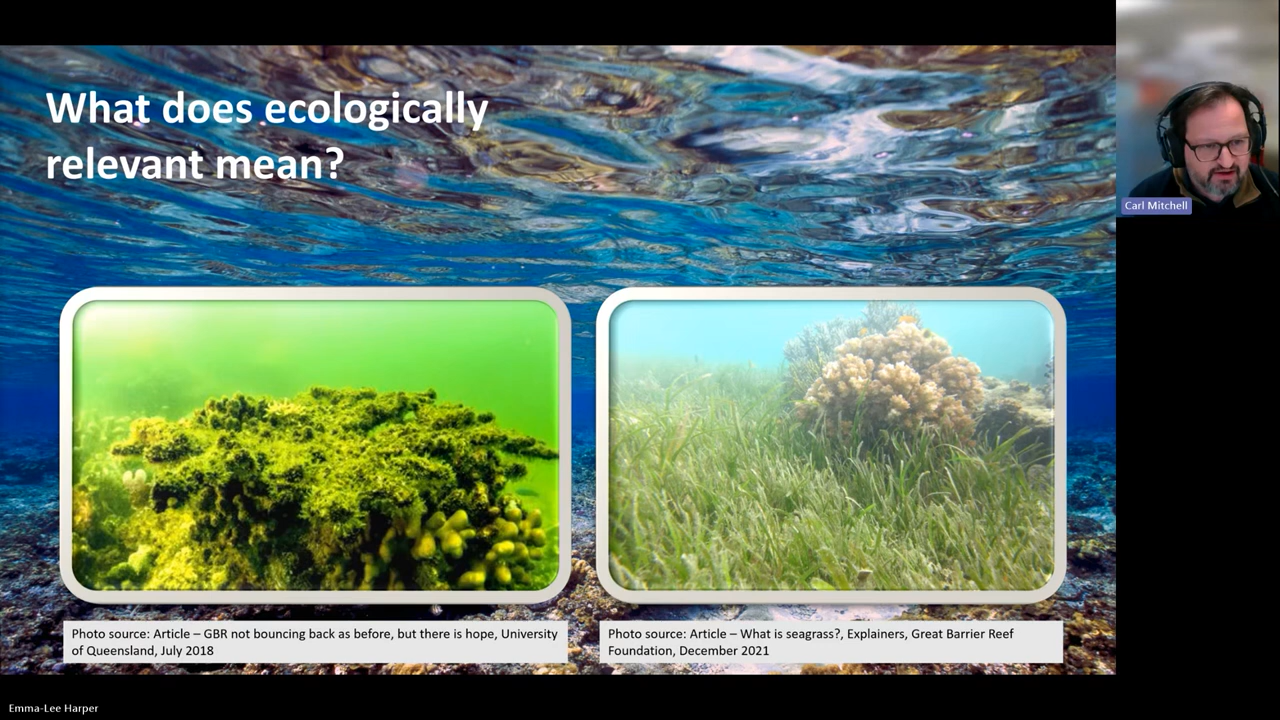 What does ecologically
relevant mean?
Carl Mitchell
Photo source: Article – GBR not bouncing back as before, but there is hope, University
of Queensland, July 2018
Photo source: Article – What is seagrass?, Explainers, Great Barrier Reef
Foundation, December 2021
Emma-Lee Harper